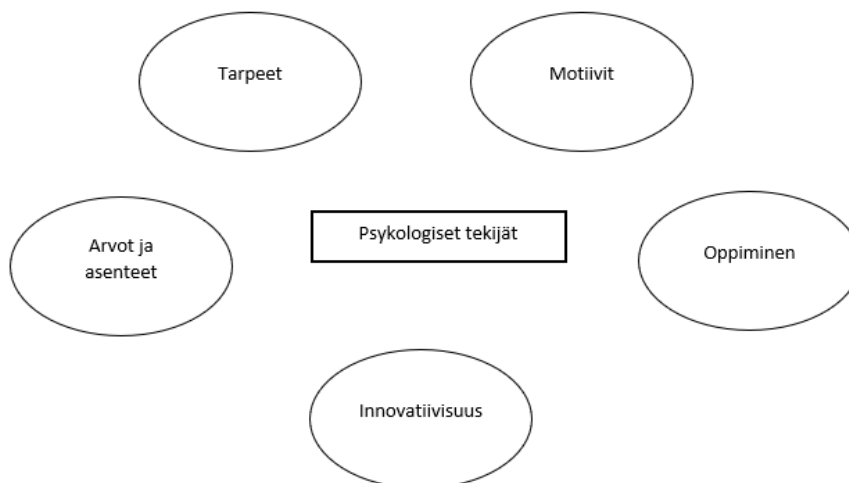 Tarpeet
Motiivit
Arvot ja
asenteet
Psykologiset tekijät
Oppiminen
Innovatiivisuus